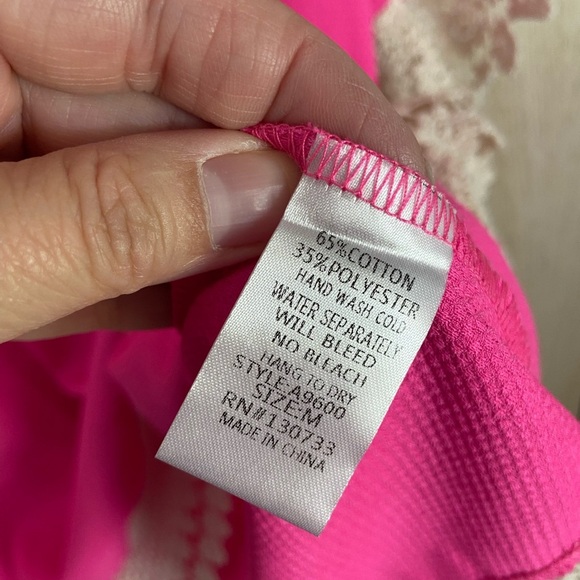 65%COTTON
35%POLYESTER
HAND WASH COLD
WATER SEPARATELY
WILL BLEED
NO BLEACH
HANG TO DRY
STYLE:A9600
SIZE:M
RN#130733
MADE IN CHINA